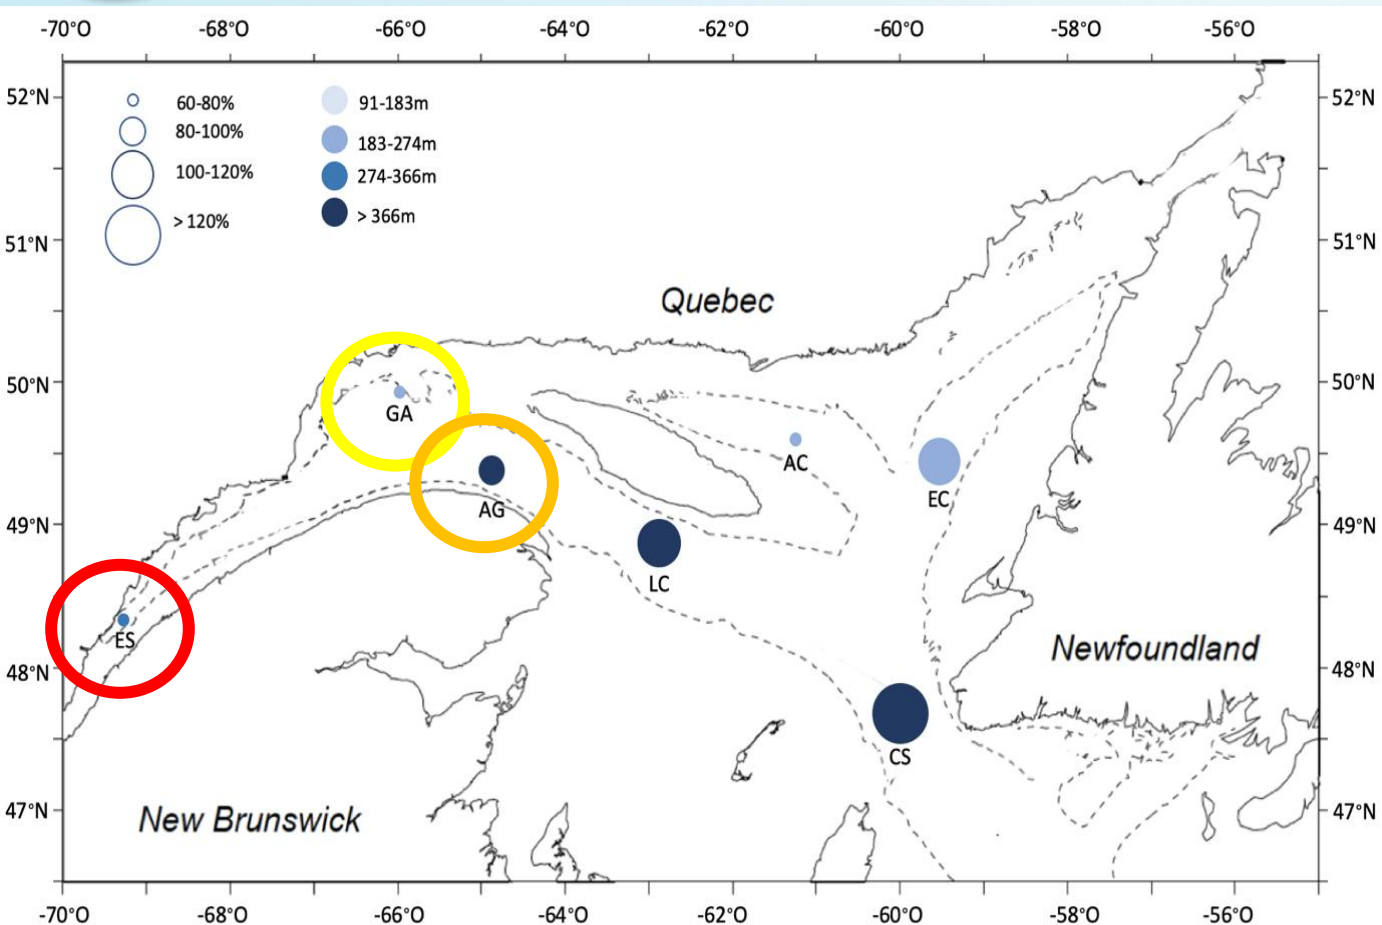 -70°O -68°O -66°O -64°O -62°O -60°O -58°O -56°O
52°N 52°N
60-80% 91-183m
80-100% 183-274m
100-120% 274-366m
> 120% > 366m
51°N 51°N
Quebec
50°N 50°N
GA
AC
EC
AG
49°N 49°N
LC
ES
Newfoundland
48°N 48°N
CS
New Brunswick
47°N 47°N
-70°O -68°O -66°O -64°O -62°O -60°O -58°O -56°O